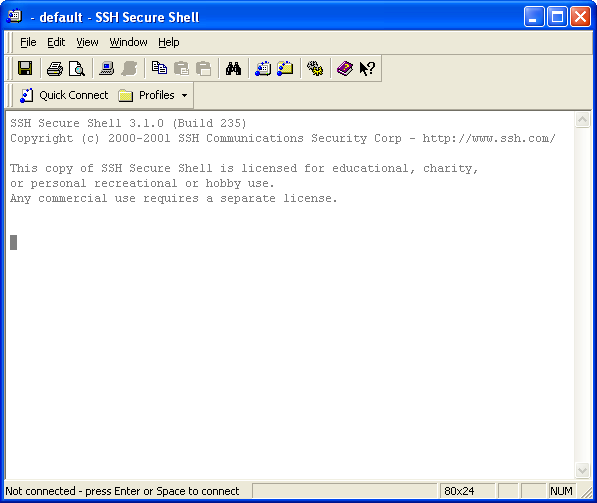 - default - SSH Secure Shell
File Edit View Window Help
Quick Connect Profiles
SSH Secure Shell 3.1.0 (Build 235)
Copyright (c) 2000-2001 SSH Communications Security Corp - http://www.ssh.com/
This copy of SSH Secure Shell is licensed for educational, charity,
or personal recreational or hobby use.
Any commercial use requires a separate license.
Not connected - press Enter or Space to connect 80x24 NUM